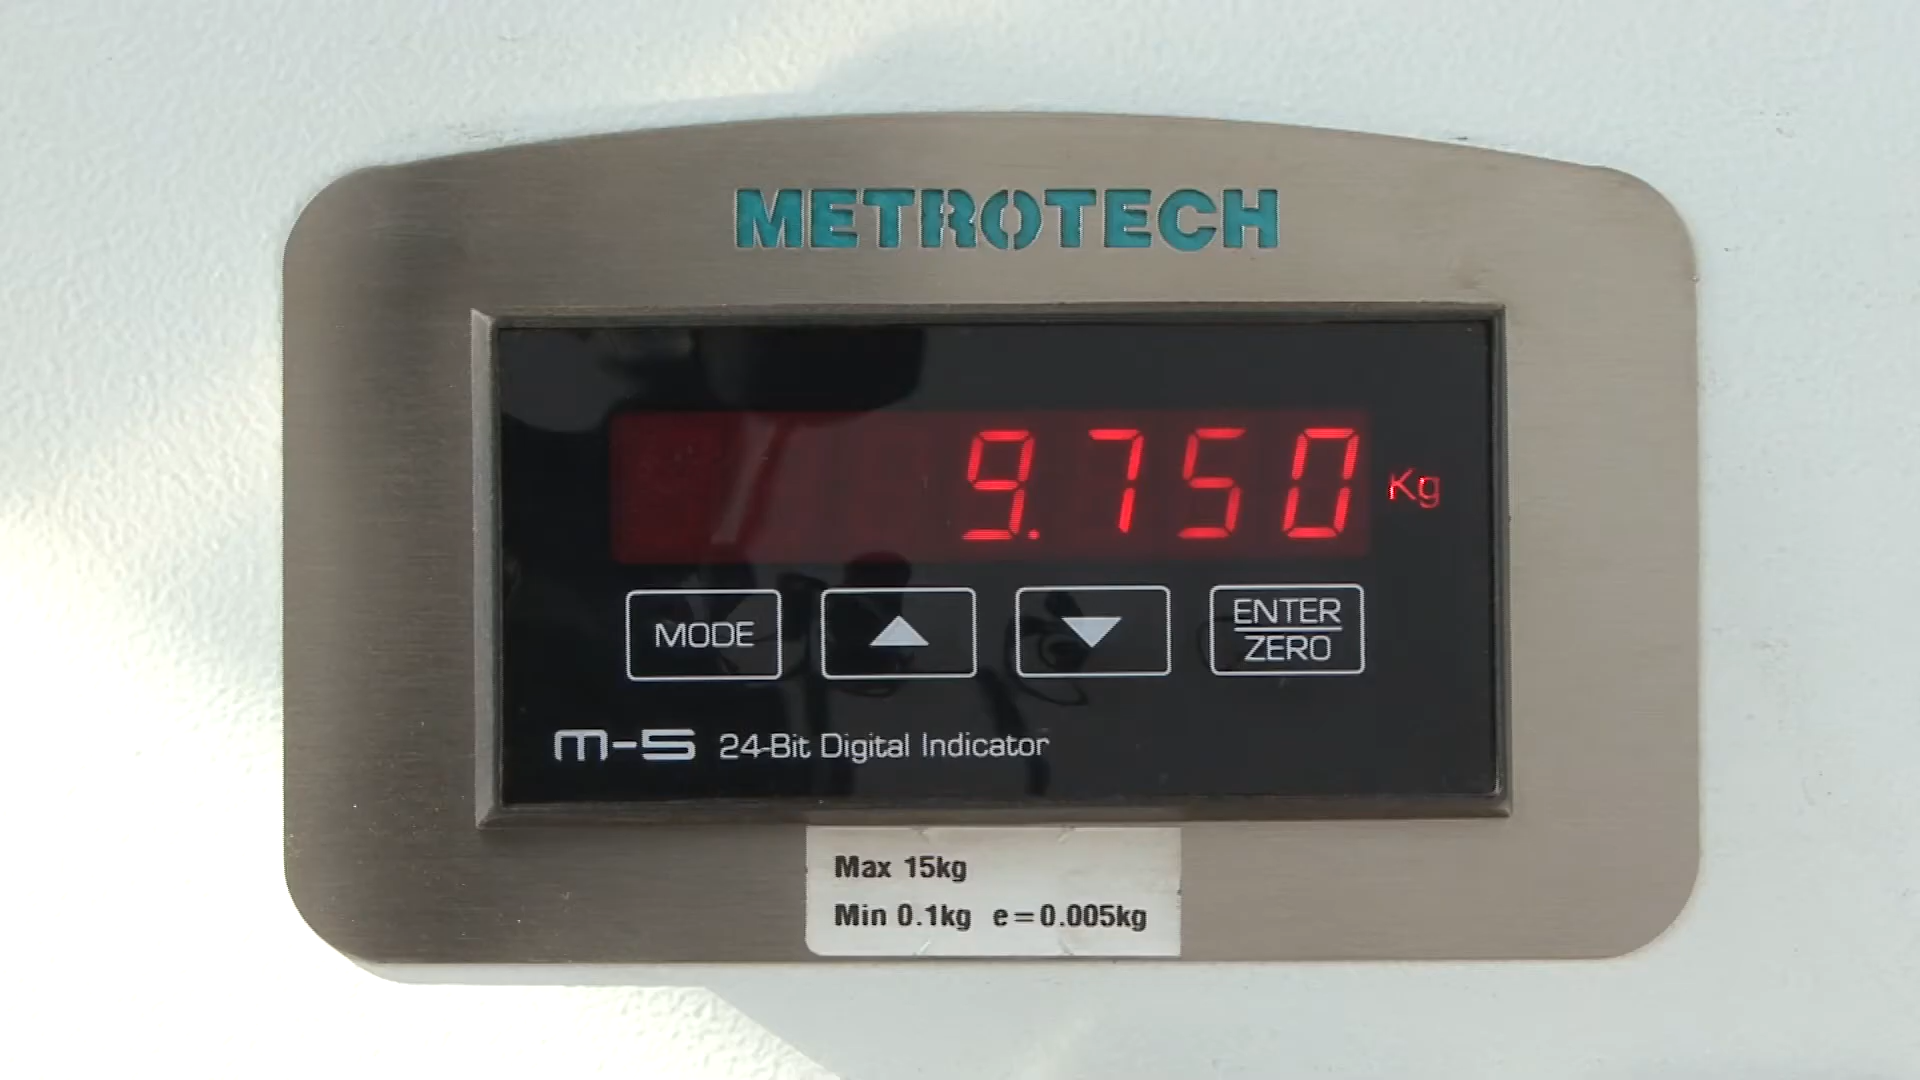 METROTECH
9.750 Kg
MODE
ENTER
ZERO
m-5 24-Bit Digital Indicator
Max 15kg
Min 0.1kg e=0.005kg